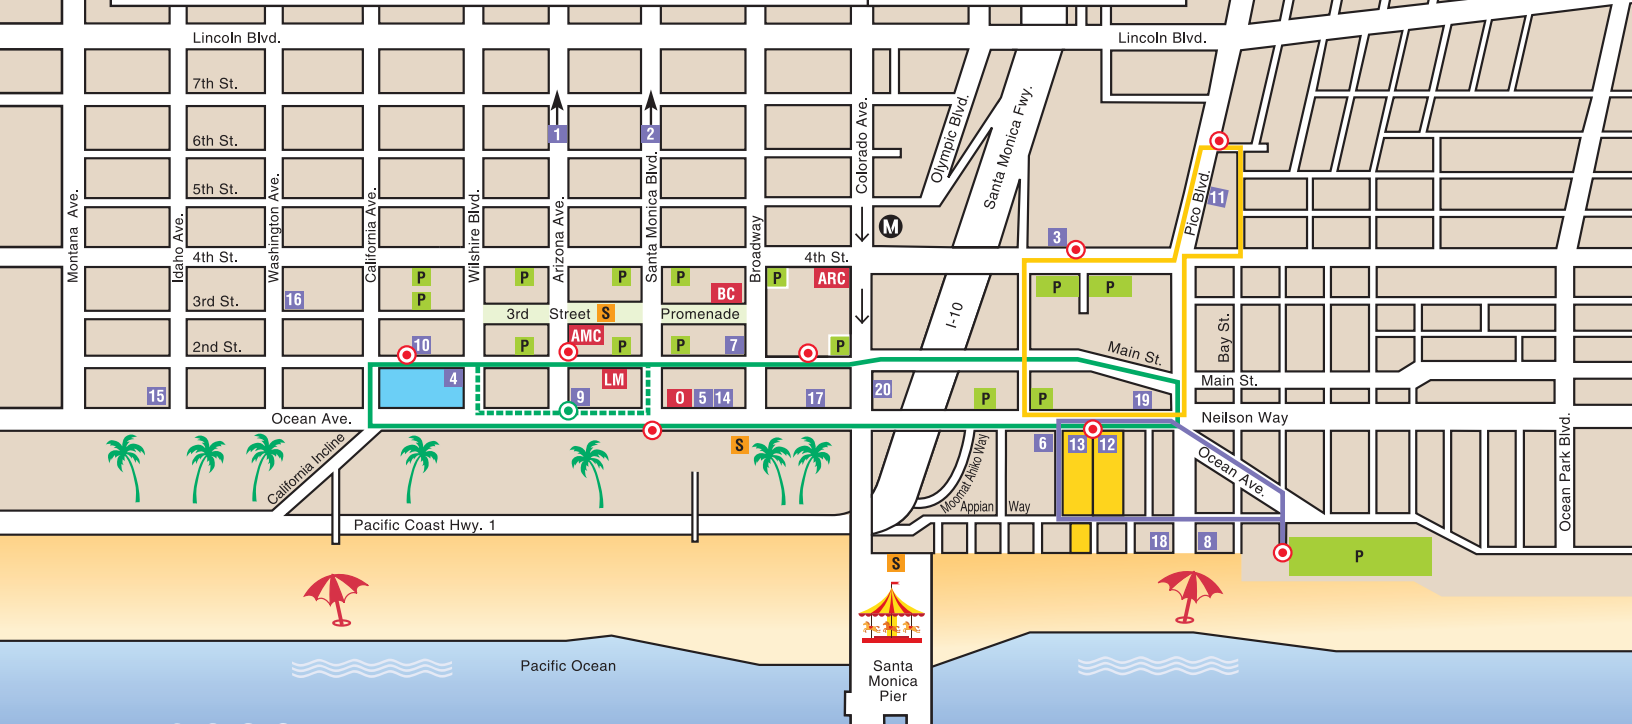 Lincoln Blvd.
Lincoln Blvd.
7th St.
6th St.
5th St.
4th St.
4th St.
3rd St.
2nd St.
Montana Ave.
Idaho Ave.
Washington Ave.
California Ave.
Wilshire Blvd.
Arizona Ave.
Santa Monica Blvd.
Broadway
Colorado Ave.
Olympic Blvd.
Santa Monica Fwy.
Pico Blvd.
1
2
M
3
11
16
P
P
P
P
P
P
ARC
BC
3rd Street S Promenade
AMC
10
P
P
P
7
P
I-10
P
P
Main St.
Bay St.
Main St.
15
4
9
LM
O
5
14
17
20
P
P
19
Ocean Ave.
Neilson Way
California Incline
S
Moomat Ahiko Way
Appian Way
6
13
12
Ocean Ave.
Ocean Park Blvd.
Pacific Coast Hwy. 1
18
8
P
S
Pacific Ocean
Santa
Monica
Pier